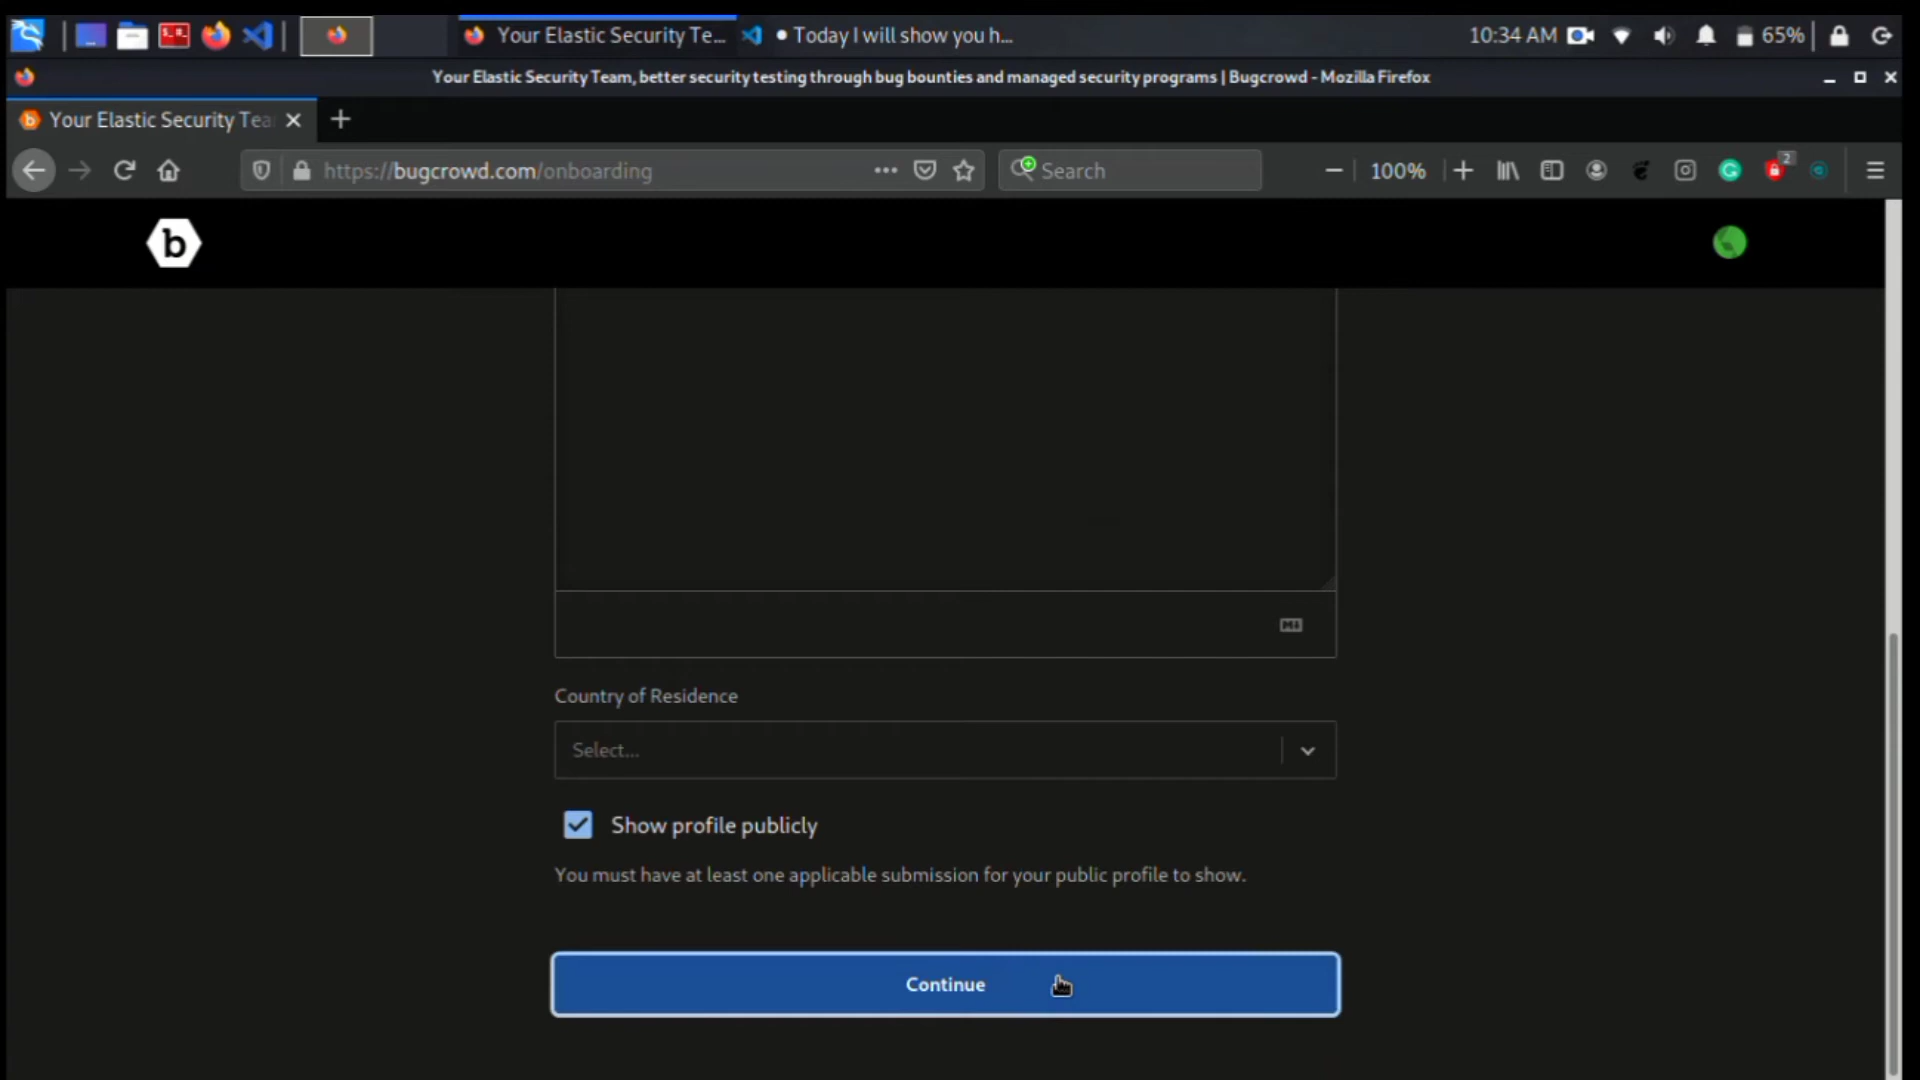 Your Elastic Security Te...
● Today I will show you h...
10:34 AM
65%
Your Elastic Security Team, better security testing through bug bounties and managed security programs | Bugcrowd - Mozilla Firefox
b
Your Elastic Security Tea
https://bugcrowd.com/onboarding
Search
100%
2
b
Country of Residence
Select...
Show profile publicly
You must have at least one applicable submission for your public profile to show.
Continue